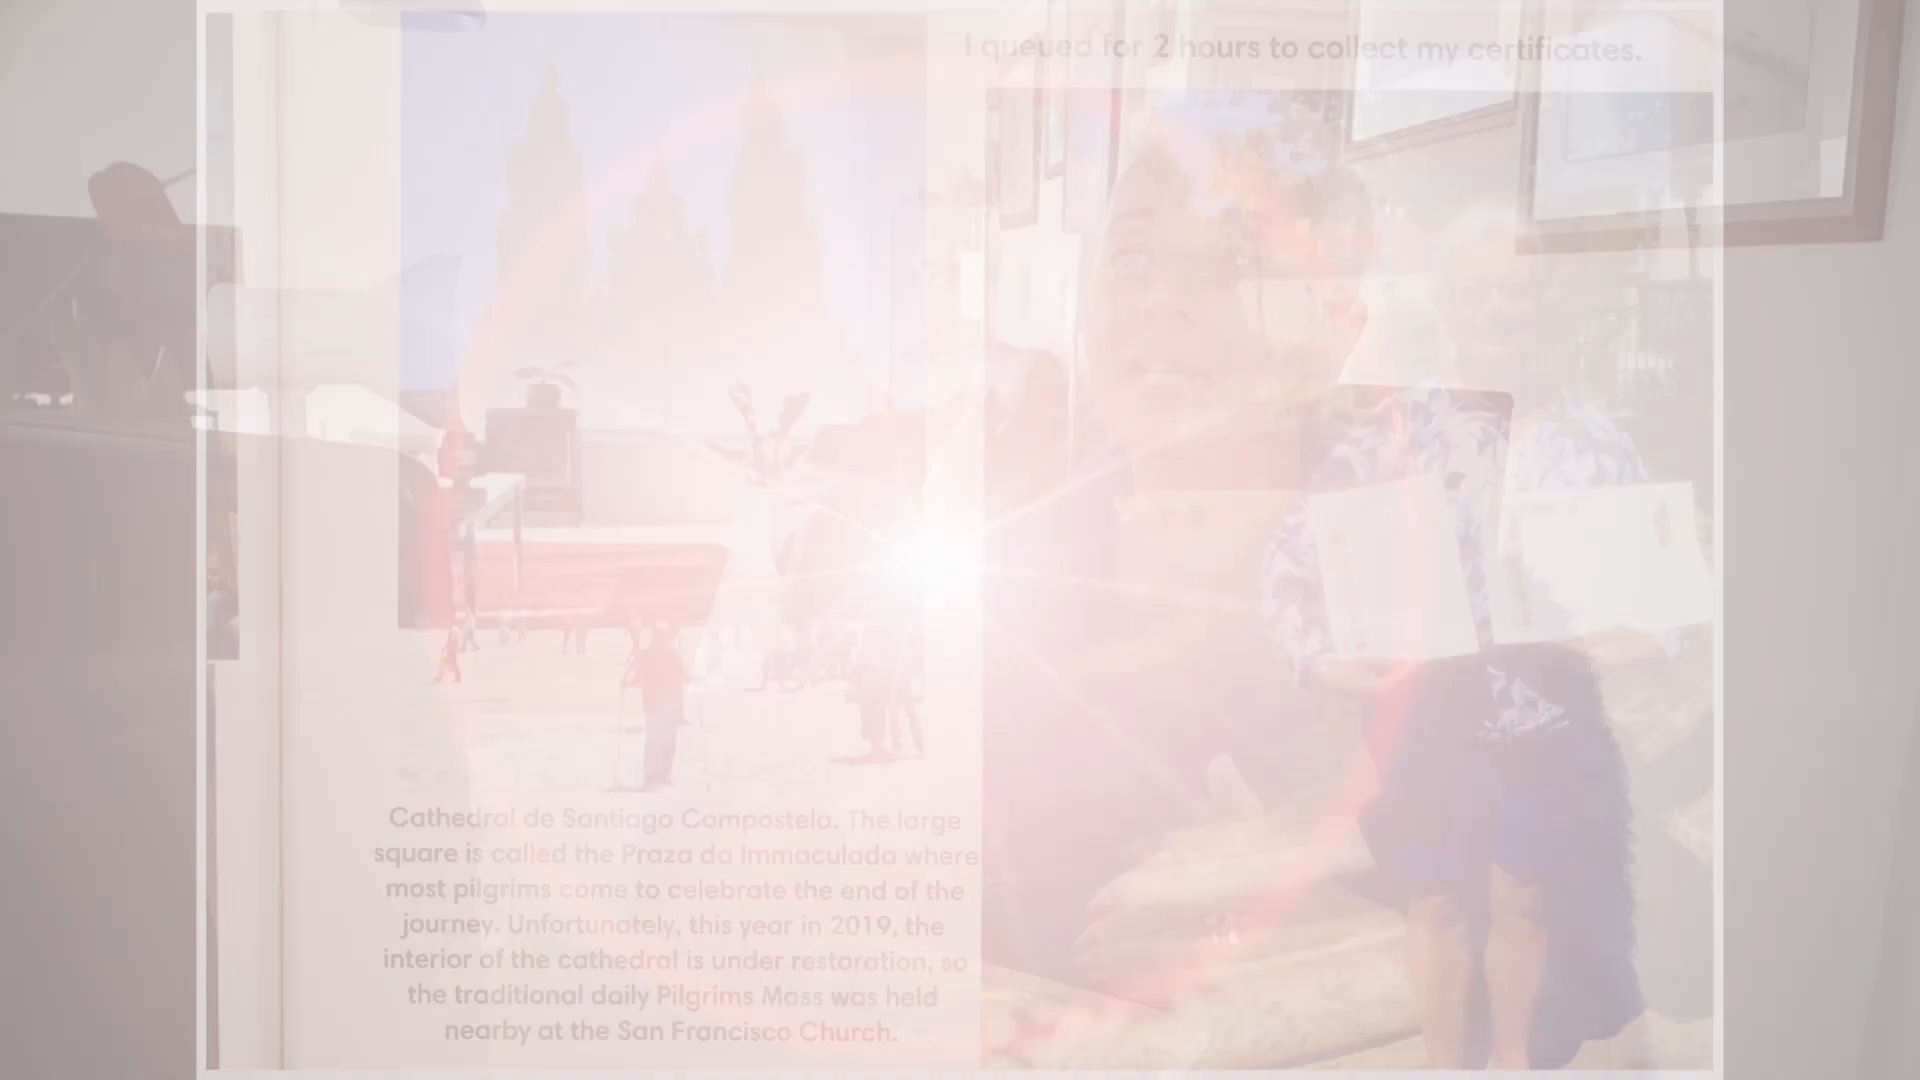 I queued for 2 hours to collect my certificates.
Cathedral de Santiago Compostela. The large
square is called the Praza da Immaculada where
most pilgrims come to celebrate the end of the
journey. Unfortunately, this year in 2019, the
interior of the cathedral is under restoration, so
the traditional daily Pilgrims Mass was held
nearby at the San Francisco Church.